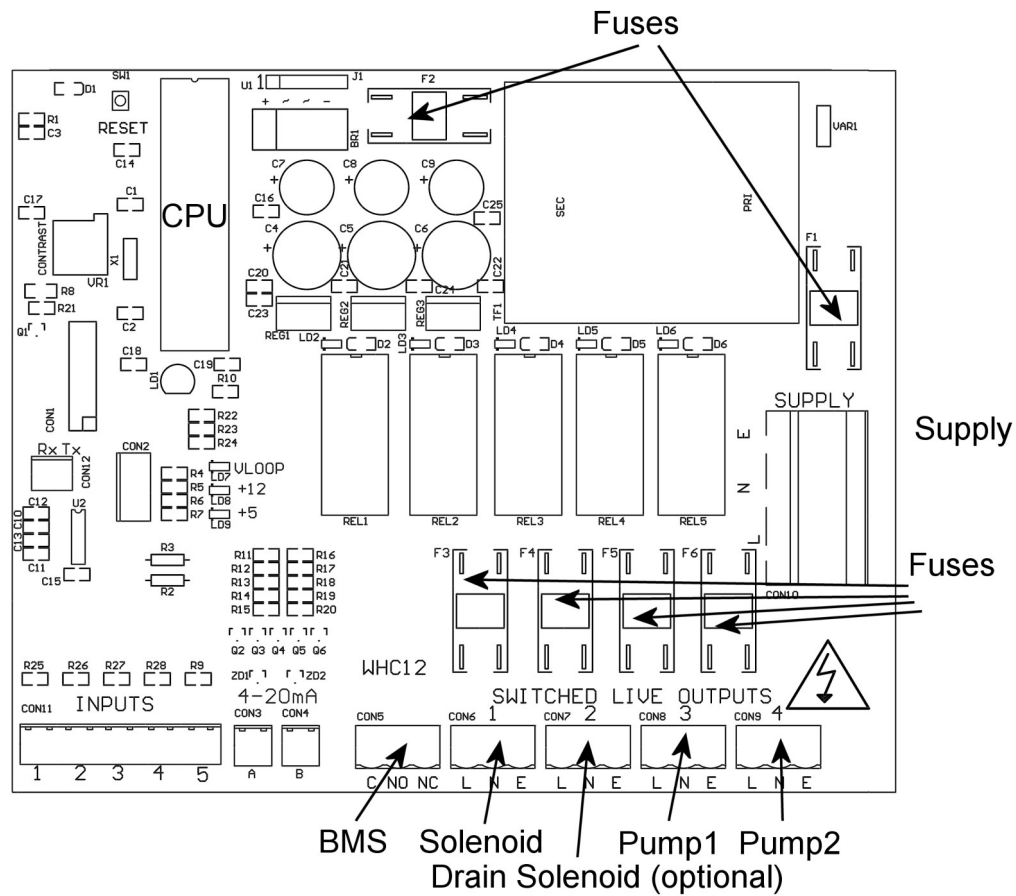 Fuses
SW1
D1
RESET
R1
C3
C14
U1 1
J1
F2
+ ~ ~ -
BR1
VAR1
C7
C8
C9
+
+
+
C16
C25
C17
C1
CPU
C4
C5
C6
+
+
+
SEC
PRI
F1
CONTRAST
VR1
X1
C20
C21
C22
C23
C24
R8
R21
Q1
C2
REG1
REG2
REG3
TF1
LD2
D2
LD3
D3
LD4
D4
LD5
D5
LD6
D6
C18
C19
LD1
R10
CON1
R22
R23
R24
SUPPLY
E
N
L
Supply
Rx Tx
CON12
CON2
R4
R5
R6
R7
VLOOP
LD7
+12
LD8
+5
LD9
REL1
REL2
REL3
REL4
REL5
C12
C10
C13
C11
U2
C15
R3
R2
R11
R12
R13
R14
R15
R16
R17
R18
R19
R20
F3
F4
F5
F6
Fuses
CON10
Q2 Q3 Q4 Q5 Q6
R25 R26 R27 R28 R9
ZD1
ZD2
WHC12
INPUTS
4-20mA
SWITCHED LIVE OUTPUTS
CON11
CON3
CON4
CON5
CON6
1
CON7
2
CON8
3
CON9
4
1 2 3 4 5
A
B
C NO NC
L N E
L N E
L N E
L N E
BMS
Solenoid
Pump1
Pump2
Drain Solenoid (optional)